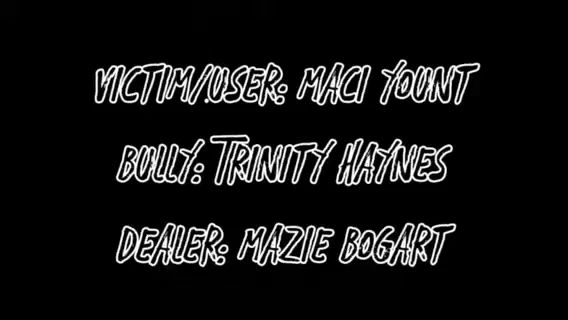 VICTIM/USER: MACI YOUNT
BULLY: TRINITY HAYNES
DEALER: MAZIE BOGART